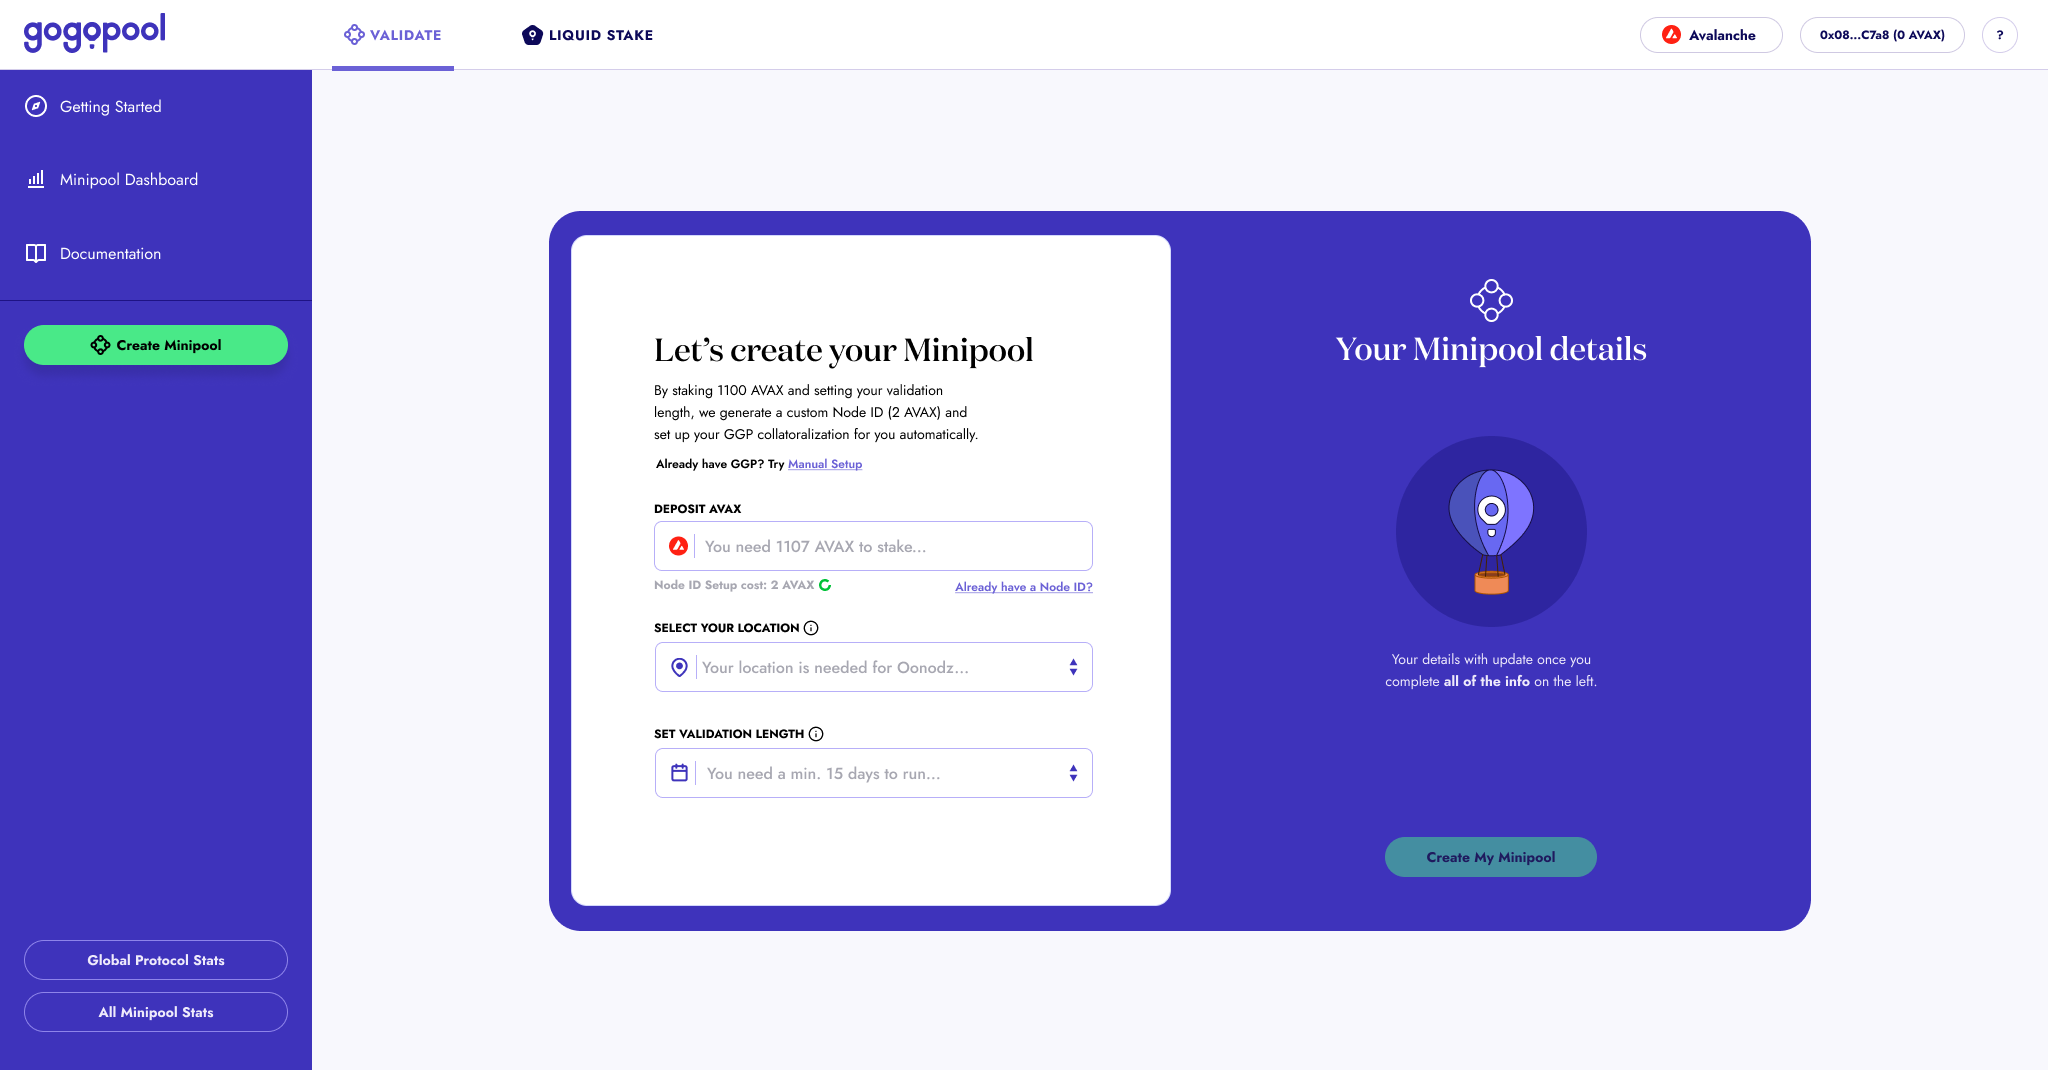 gogopool
VALIDATE
LIQUID STAKE
Avalanche
0x08...C7a8 (0 AVAX)
?
Getting Started
Minipool Dashboard
Documentation
Create Minipool
Global Protocol Stats
All Minipool Stats
Let's create your Minipool
By staking 1100 AVAX and setting your validation
length, we generate a custom Node ID (2 AVAX) and
set up your GGP collatoralization for you automatically.
Already have GGP? Try Manual Setup
DEPOSIT AVAX
You need 1107 AVAX to stake...
Node ID Setup cost: 2 AVAX
Already have a Node ID?
SELECT YOUR LOCATION
Your location is needed for Oonodz...
SET VALIDATION LENGTH
You need a min. 15 days to run...
Your Minipool details
Your details with update once you
complete all of the info on the left.
Create My Minipool